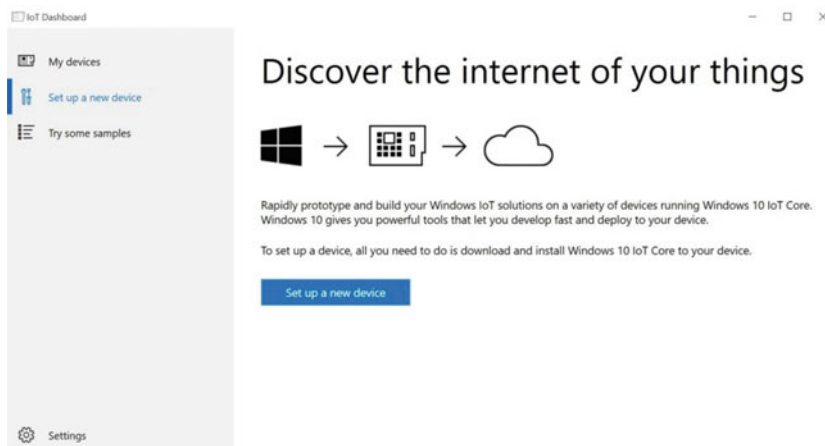 IoT Dashboard
My devices
Set up a new device
Try some samples
Settings
Discover the internet of your things
Rapidly prototype and build your Windows IoT solutions on a variety of devices running Windows 10 IoT Core.
Windows 10 gives you powerful tools that let you develop fast and deploy to your device.
To set up a device, all you need to do is download and install Windows 10 IoT Core to your device.
Set up a new device